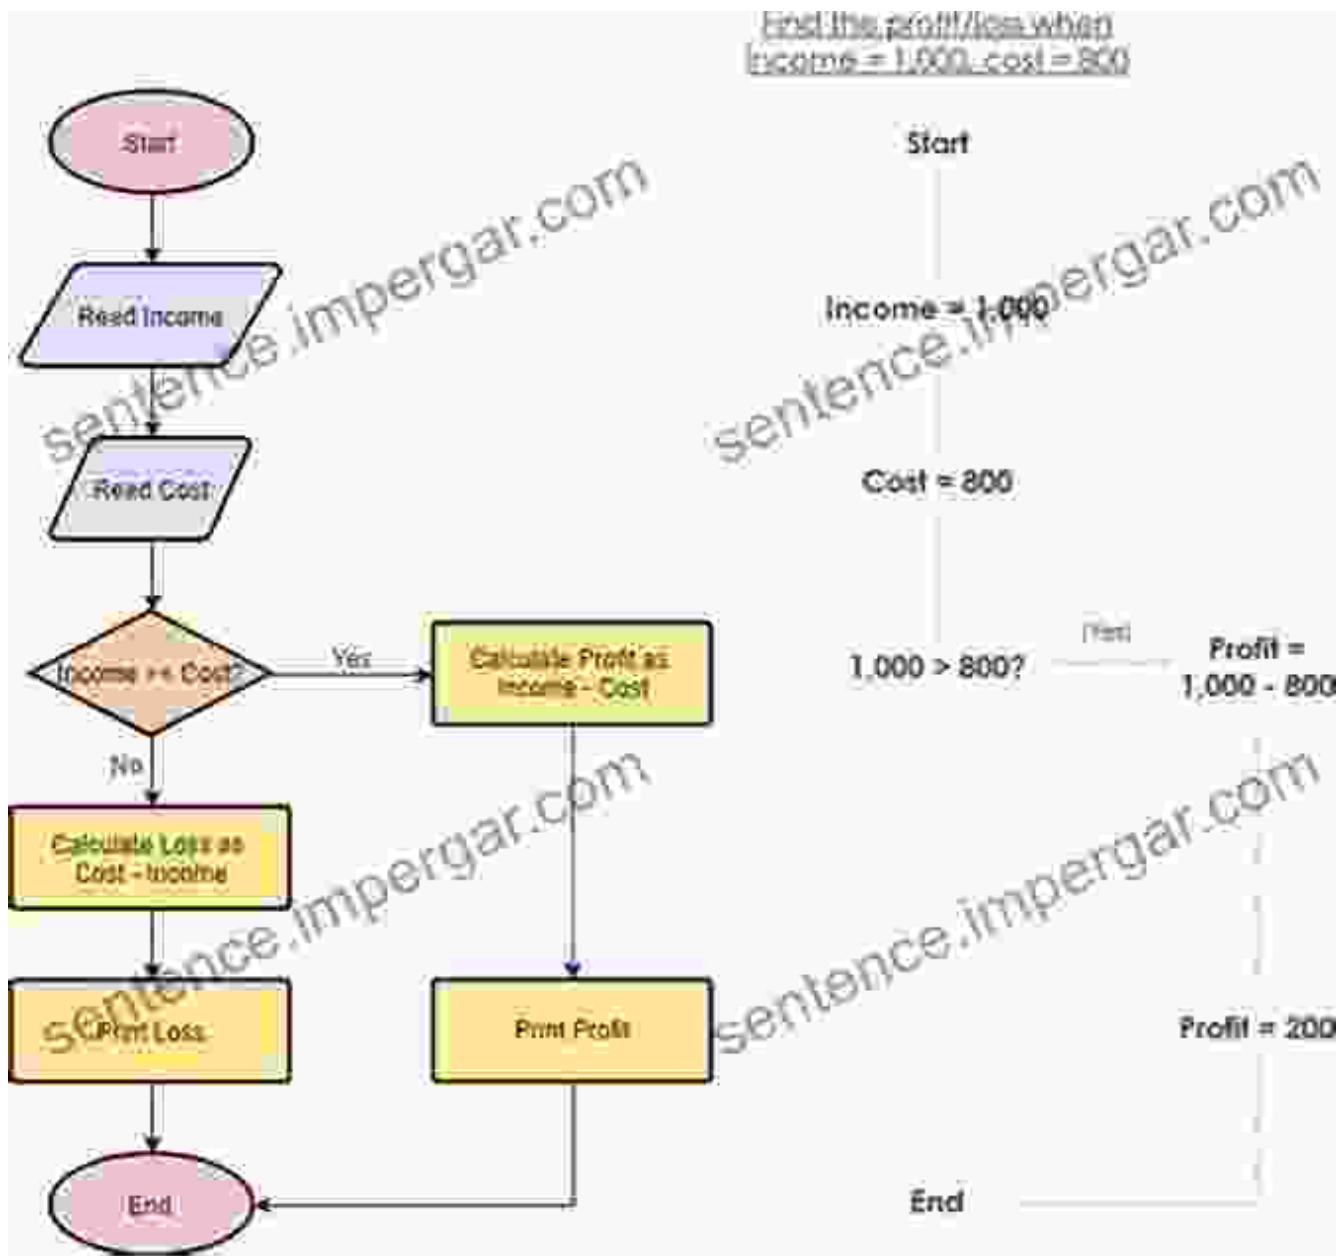 Find the profit/loss when
Income = 1,000, cost = 800
Start
Read Income
Read Cost
Income >= Cost?
Yes
Calculate Profit as
Income - Cost
No
Calculate Loss as
Cost - Income
Print Loss
Print Profit
End
Start
Income = 1,000
Cost = 800
1,000 > 800?
(Yes)
Profit =
1,000 - 800
Profit = 200
End
sentence.impergar.com
sentence.impergar.com
sentence.impergar.com
sentence.impergar.com